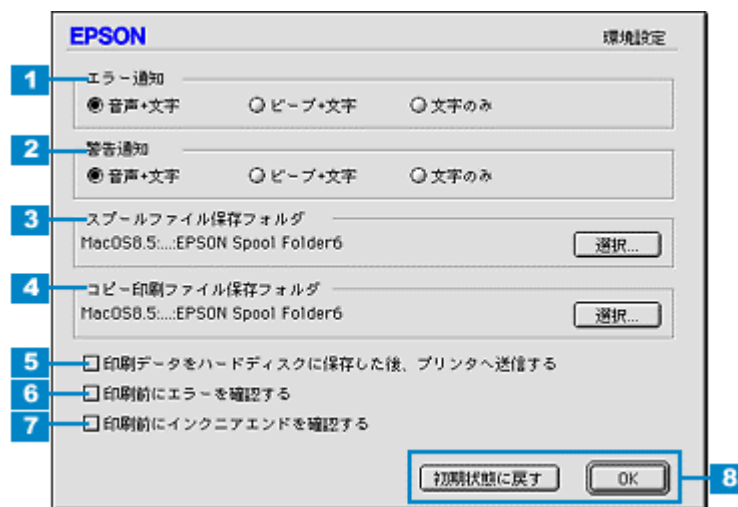 EPSON 環境設定
1 エラー通知
音声+文字 ビープ+文字 文字のみ
2 警告通知
音声+文字 ビープ+文字 文字のみ
3 スプールファイル保存フォルダ
MacOS8.5:...:EPSON Spool Folder6 選択...
4 コピー印刷ファイル保存フォルダ
MacOS8.5:...:EPSON Spool Folder6 選択...
5 印刷データをハードディスクに保存した後、プリンタへ送信する
6 印刷前にエラーを確認する
7 印刷前にインクニアエンドを確認する
初期状態に戻す OK 8